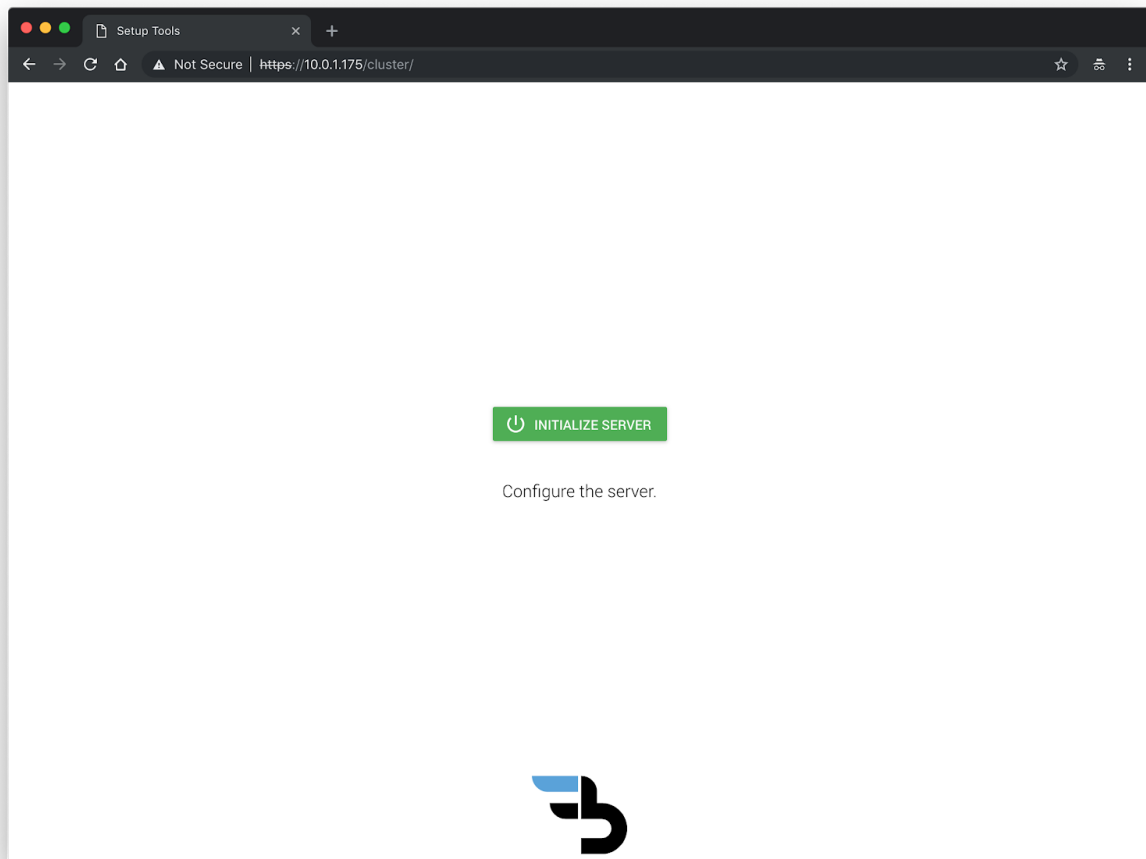 Setup Tools
Not Secure https://10.0.1.175/cluster/
INITIALIZE SERVER
Configure the server.